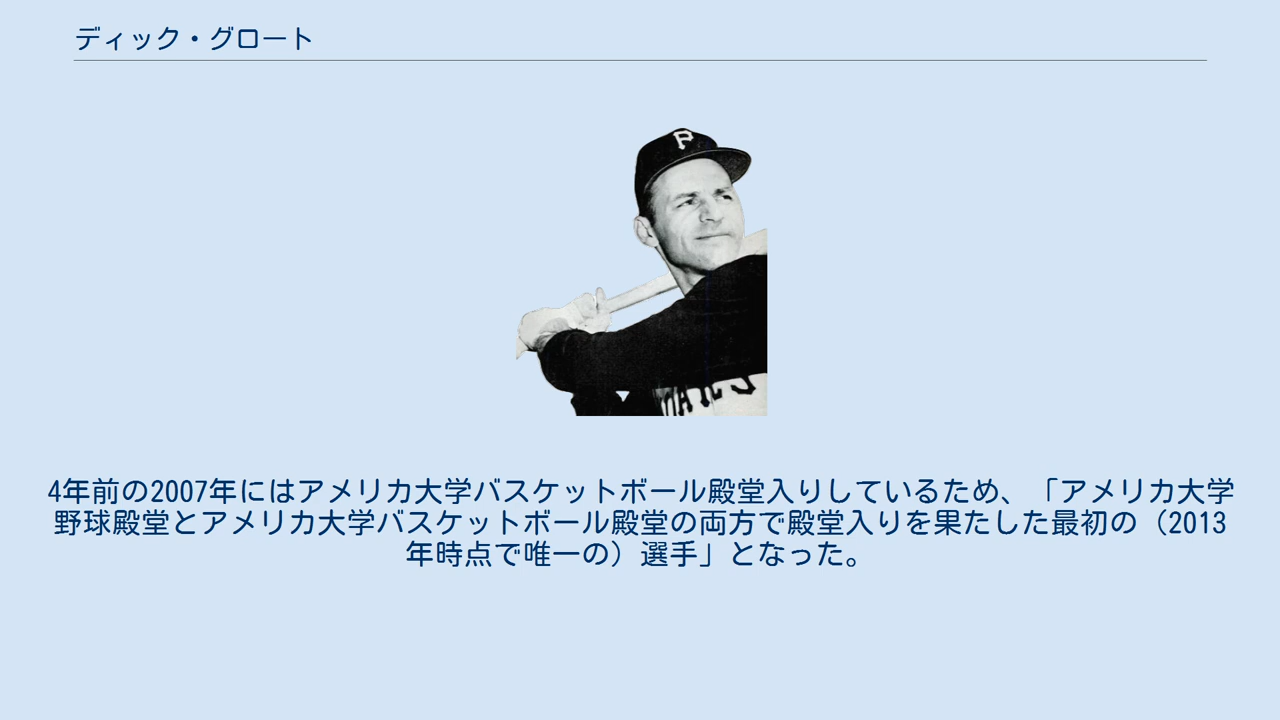 ディック・グロート
P
4年前の2007年にはアメリカ大学バスケットボール殿堂入りしているため、「アメリカ大学
野球殿堂とアメリカ大学バスケットボール殿堂の両方で殿堂入りを果たした最初の（2013
年時点で唯一の）選手」となった。